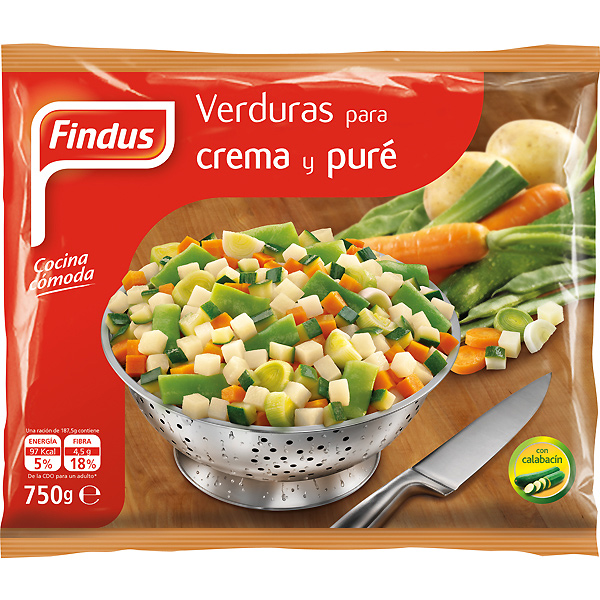 Findus
Verduras para
crema y puré
Cocina
cómoda
Una ración de 187,5g contiene
ENERGÍA
FIBRA
97 Kcal
4,5 g
5%
18%
De la CDO para un adulto*
750g e
con
calabacín